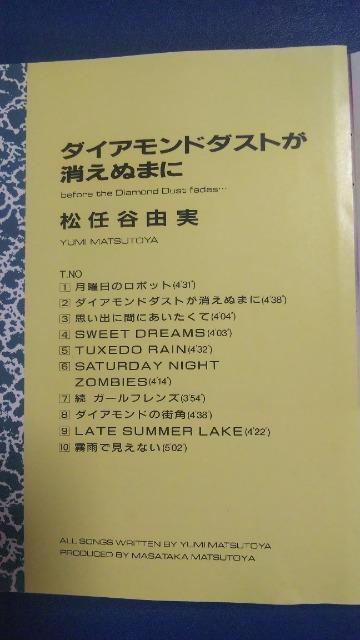 ダイアモンドダストが
消えぬまに
before the Diamond Dust fades…
松任谷由実
YUMI MATSUTOYA
T.NO
1 月曜日のロボット(4'31")
2 ダイアモンドダストが消えぬまに(4'38")
3 思い出に間にあいたくて(4'04")
4 SWEET DREAMS(4'03")
5 TUXEDO RAIN(4'32")
6 SATURDAY NIGHT
ZOMBIES(4'14")
7 続 ガールフレンズ(3'54")
8 ダイアモンドの街角(4'38")
9 LATE SUMMER LAKE(4'22")
10 霧雨で見えない(5'02")
ALL SONGS WRITTEN BY YUMI MATSUTOYA
PRODUCED BY MASATAKA MATSUTOYA